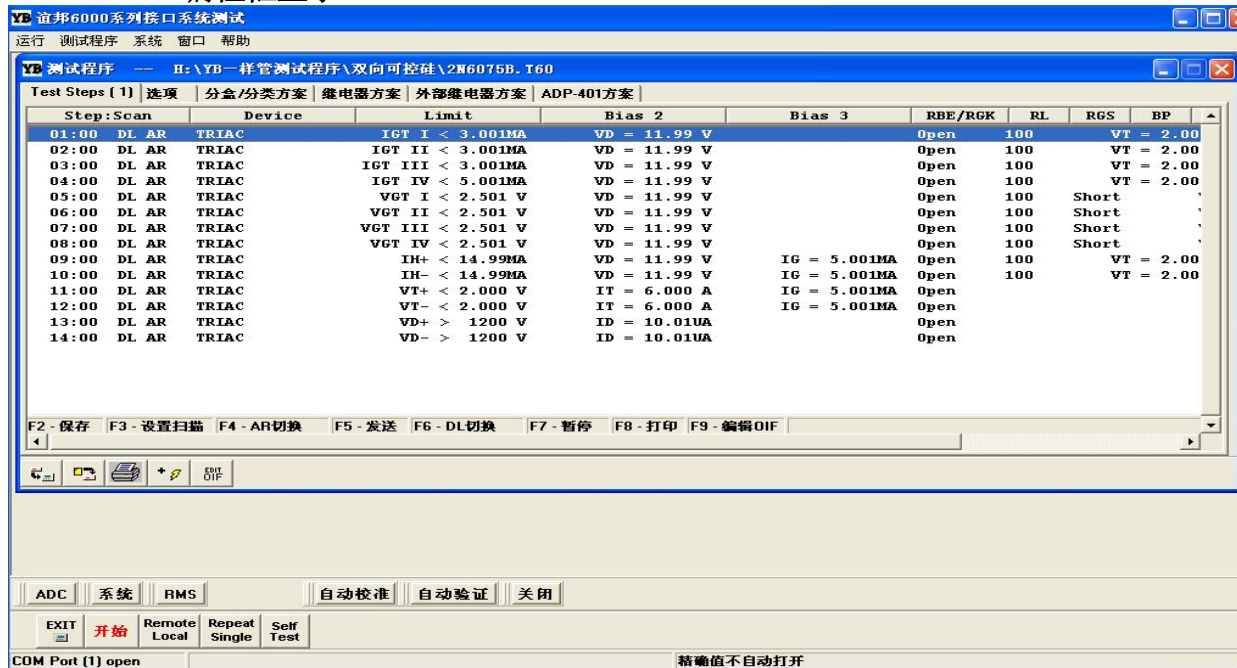 YB 谊邦6000系列接口系统测试
运行 测试程序 系统 窗口 帮助
YB 测试程序 —— H:\YB一样管测试程序\双向可控硅\2N6075B.T60
Test Steps ( 1) 选项 分盒/分类方案 继电器方案 外部继电器方案 ADP-401方案
Step:Scan Device Limit Bias 2 Bias 3 RBE/RGK RL RGS BP
01:00 DL AR TRIAC IGT I < 3.001MA VD = 11.99 V Open 100 VT = 2.00
02:00 DL AR TRIAC IGT II < 3.001MA VD = 11.99 V Open 100 VT = 2.00
03:00 DL AR TRIAC IGT III < 3.001MA VD = 11.99 V Open 100 VT = 2.00
04:00 DL AR TRIAC IGT IV < 5.001MA VD = 11.99 V Open 100 VT = 2.00
05:00 DL AR TRIAC VGT I < 2.501 V VD = 11.99 V Open 100 Short
06:00 DL AR TRIAC VGT II < 2.501 V VD = 11.99 V Open 100 Short
07:00 DL AR TRIAC VGT III < 2.501 V VD = 11.99 V Open 100 Short
08:00 DL AR TRIAC VGT IV < 2.501 V VD = 11.99 V Open 100 Short
09:00 DL AR TRIAC IH+ < 14.99MA VD = 11.99 V IG = 5.001MA Open 100 VT = 2.00
10:00 DL AR TRIAC IH- < 14.99MA VD = 11.99 V IG = 5.001MA Open 100 VT = 2.00
11:00 DL AR TRIAC VT+ < 2.000 V IT = 6.000 A IG = 5.001MA Open
12:00 DL AR TRIAC VT- < 2.000 V IT = 6.000 A IG = 5.001MA Open
13:00 DL AR TRIAC VD+ > 1200 V ID = 10.01UA Open
14:00 DL AR TRIAC VD- > 1200 V ID = 10.01UA Open
F2 - 保存 F3 - 设置扫描 F4 - AR切换 F5 - 发送 F6 - DL切换 F7 - 暂停 F8 - 打印 F9 - 编辑OIF
EDIT OIF
ADC 系统 RMS 自动校准 自动验证 关闭
EXIT 开始 Remote Local Repeat Single Self Test
COM Port (1) open 精确值不自动打开